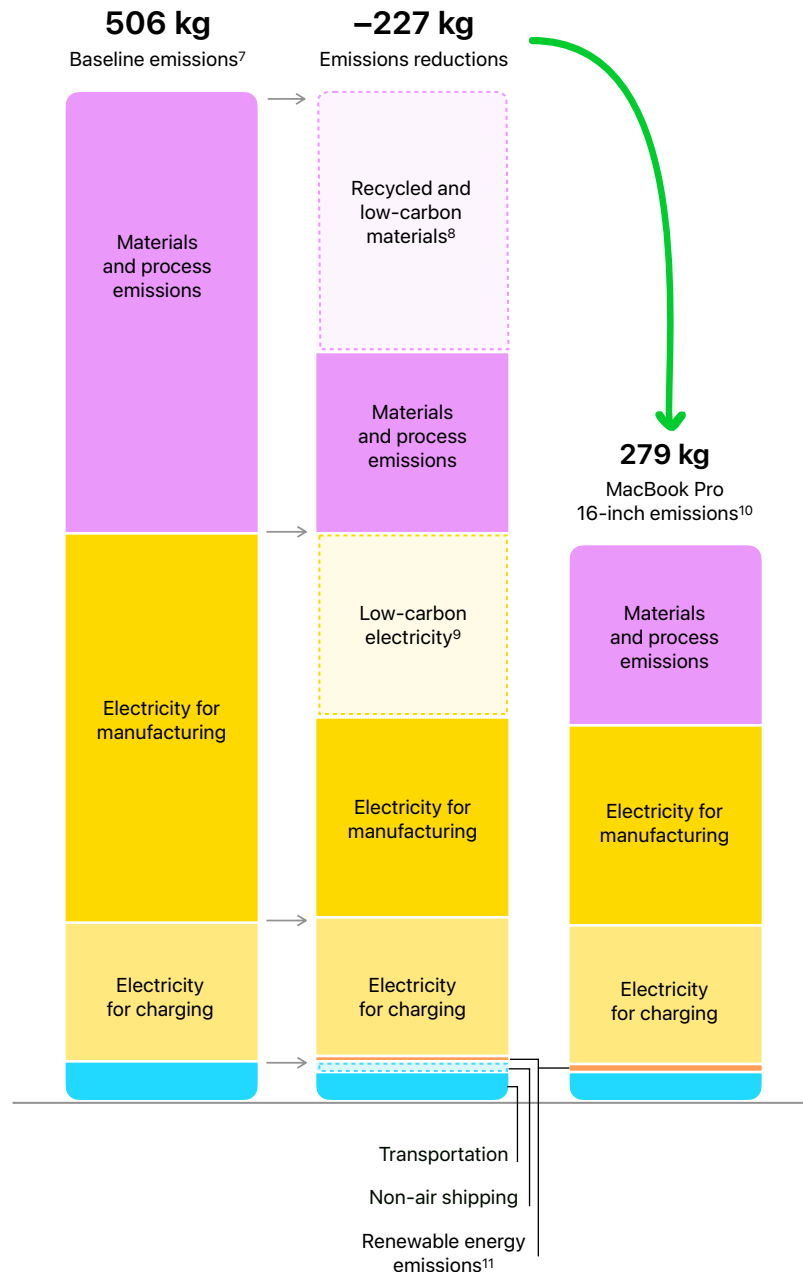 506 kg
Baseline emissions⁷
Materials
and process
emissions
Electricity for
manufacturing
Electricity
for charging
–227 kg
Emissions reductions
Recycled and
low-carbon
materials⁸
Materials
and process
emissions
Low-carbon
electricity⁹
Electricity for
manufacturing
Electricity
for charging
279 kg
MacBook Pro
16-inch emissions¹⁰
Materials
and process
emissions
Electricity for
manufacturing
Electricity
for charging
Transportation
Non-air shipping
Renewable energy
emissions¹¹